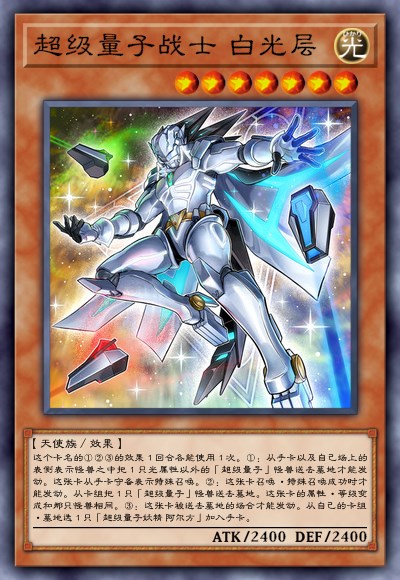 超级量子战士 白光层
光
【天使族/效果】
这个卡名的①②③的效果1回合各能使用1次。①：从手卡以及自己场上的
表侧表示怪兽之中把1只光属性以外的「超级量子」怪兽送去墓地才能发
动。这张卡从手卡守备表示特殊召唤。②：这张卡召唤·特殊召唤成功时才
能发动。从卡组把1只「超级量子」怪兽送去墓地。这张卡的属性·等级变
成和那只怪兽相同。③：这张卡被送去墓地的场合才能发动。从自己的卡组
·墓地选1只「超级量子妖精 阿尔方」加入手卡。
ATK/2400 DEF/2400